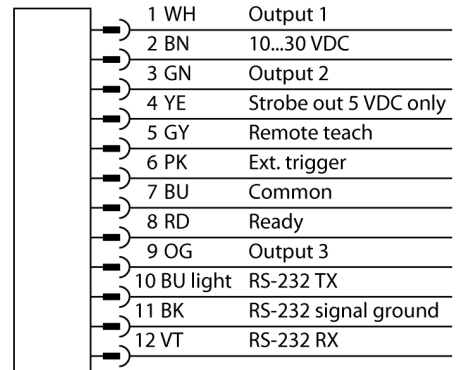 1 WH Output 1
2 BN 10...30 VDC
3 GN Output 2
4 YE Strobe out 5 VDC only
5 GY Remote teach
6 PK Ext. trigger
7 BU Common
8 RD Ready
9 OG Output 3
10 BU light RS-232 TX
11 BK RS-232 signal ground
12 VT RS-232 RX